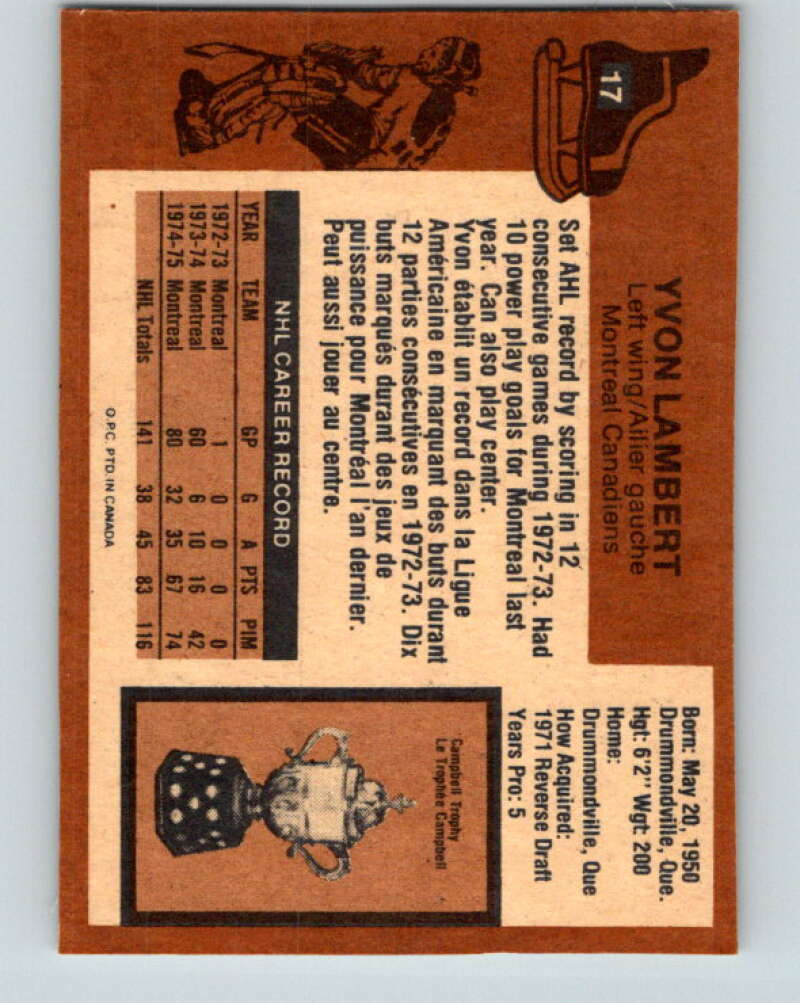 17
YVON LAMBERT
Left wing/Ailier gauche
Montreal Canadiens
Set AHL record by scoring in 12
consecutive games during 1972-73. Had
10 power play goals for Montreal last
year. Can also play center.
Yvon établit un record dans la Ligue
Américaine en marquant des buts durant
12 parties consécutives en 1972-73. Dix
buts marqués durant des jeux de
puissance pour Montréal l'an dernier.
Peut aussi jouer au centre.
NHL CAREER RECORD
YEAR TEAM GP G A PTS PIM
1972-73 Montreal 1 0 0 0 0
1973-74 Montreal 60 6 10 16 42
1974-75 Montreal 80 32 35 67 74
NHL Totals 141 38 45 83 116
O.P.C. PTD. IN CANADA
Born: May 20, 1950
Drummondville, Que.
Hgt: 6'2" Wgt: 200
Home:
Drummondville, Que
How Acquired:
1971 Reverse Draft
Years Pro: 5
Campbell Trophy
Le Trophée Campbell